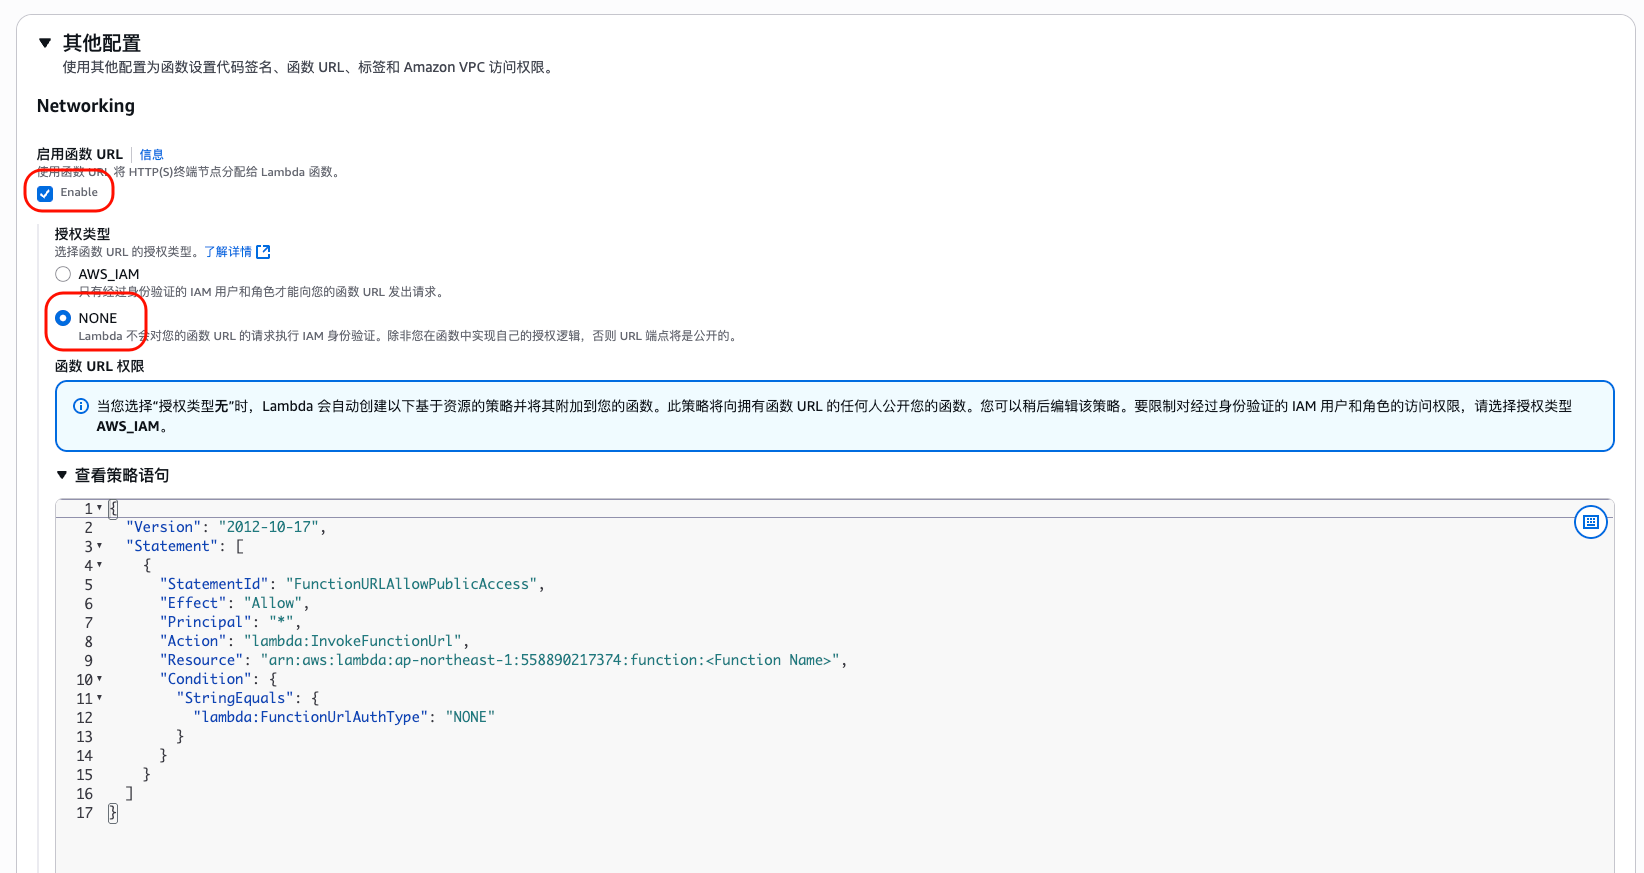 其他配置
使用其他配置为函数设置代码签名、函数 URL、标签和 Amazon VPC 访问权限。
Networking
启用函数 URL 信息
使用函数 URL 将 HTTP(S)终端节点分配给 Lambda 函数。
Enable
授权类型
选择函数 URL 的授权类型。了解详情
AWS_IAM
只有经过身份验证的 IAM 用户和角色才能向您的函数 URL 发出请求。
NONE
Lambda 不会对您的函数 URL 的请求执行 IAM 身份验证。除非您在函数中实现自己的授权逻辑，否则 URL 端点将是公开的。
函数 URL 权限
当您选择“授权类型无”时，Lambda 会自动创建以下基于资源的策略并将其附加到您的函数。此策略将向拥有函数 URL 的任何人公开您的函数。您可以稍后编辑该策略。要限制对经过身份验证的 IAM 用户和角色的访问权限，请选择授权类型
AWS_IAM。
查看策略语句
1 {
2 "Version": "2012-10-17",
3 "Statement": [
4 {
5 "StatementId": "FunctionURLAllowPublicAccess",
6 "Effect": "Allow",
7 "Principal": "*",
8 "Action": "lambda:InvokeFunctionUrl",
9 "Resource": "arn:aws:lambda:ap-northeast-1:558890217374:function:<Function Name>",
10 "Condition": {
11 "StringEquals": {
12 "lambda:FunctionUrlAuthType": "NONE"
13 }
14 }
15 }
16 ]
17 }